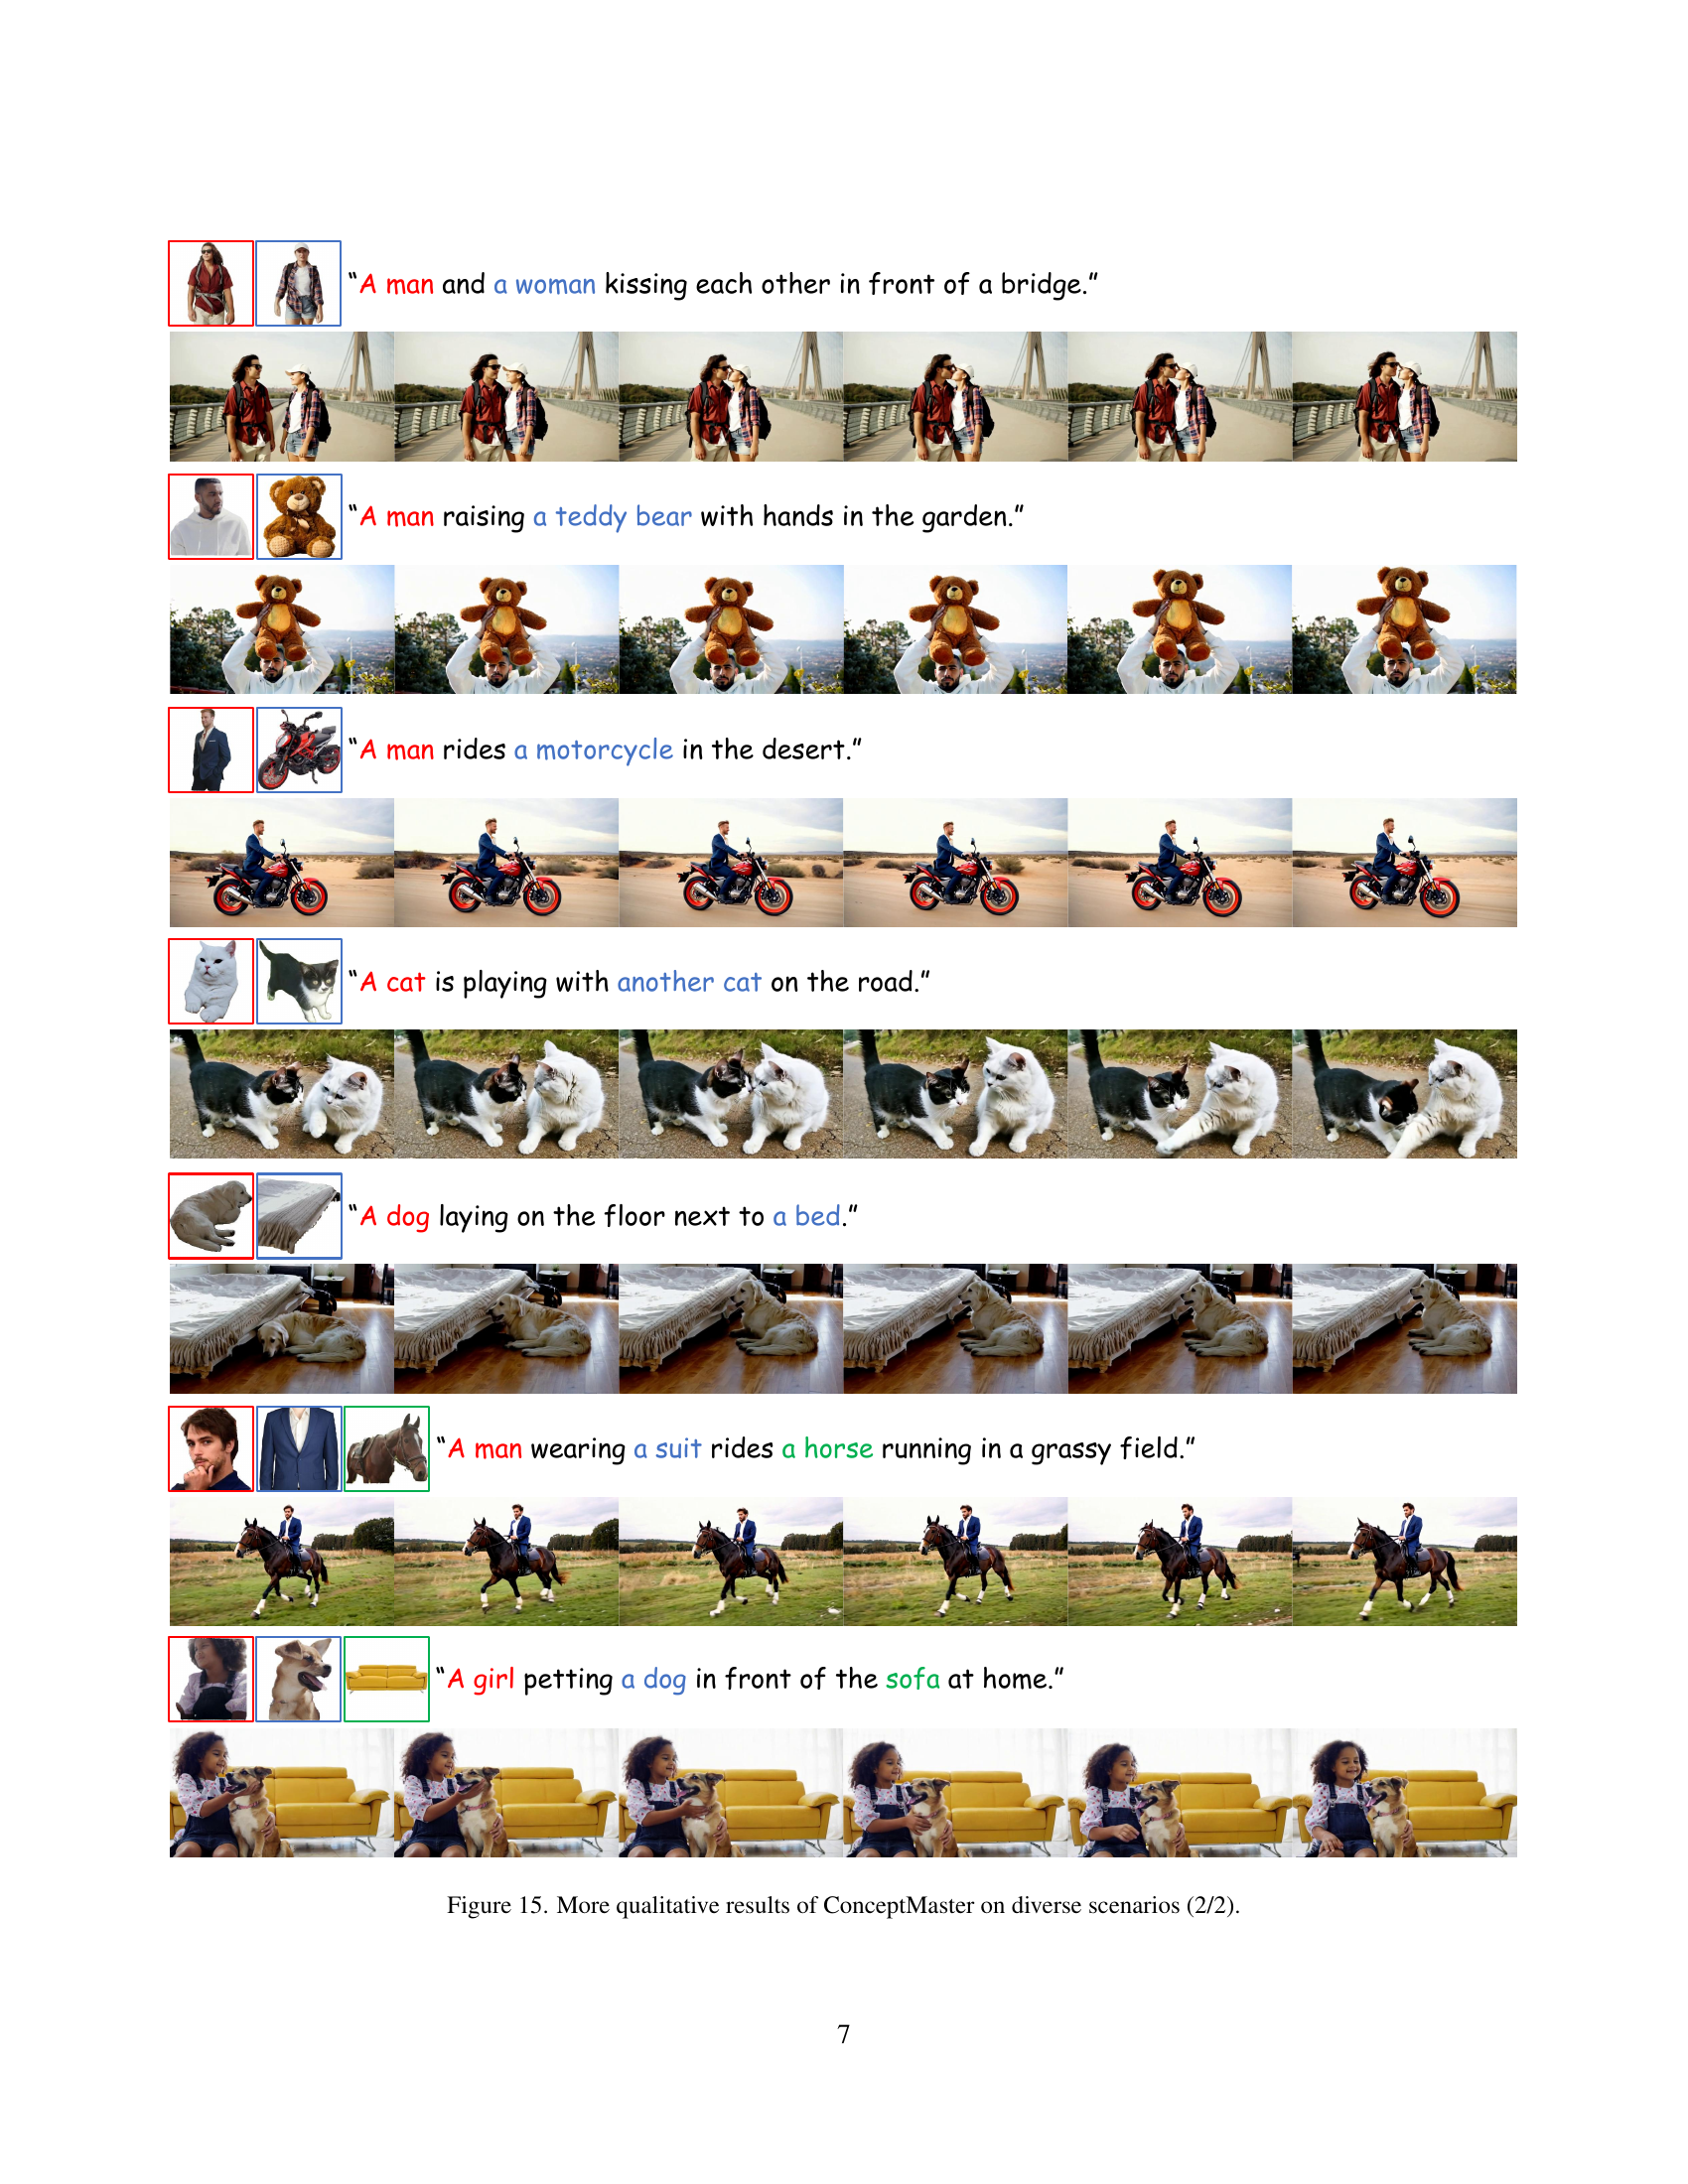 “A man and a woman kissing each other in front of a bridge.”
“A man raising a teddy bear with hands in the garden.”
“A man rides a motorcycle in the desert.”
“A cat is playing with another cat on the road.”
“A dog laying on the floor next to a bed.”
“A man wearing a suit rides a horse running in a grassy field.”
“A girl petting a dog in front of the sofa at home.”
Figure 15. More qualitative results of ConceptMaster on diverse scenarios (2/2).
7